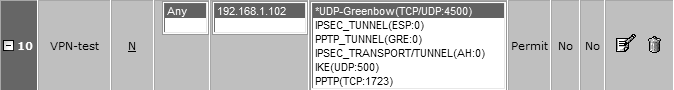 10 VPN-test N Any 192.168.1.102 *UDP-Greenbow(TCP/UDP:4500) Permit No No
IPSEC_TUNNEL(ESP:0)
PPTP_TUNNEL(GRE:0)
IPSEC_TRANSPORT/TUNNEL(AH:0)
IKE(UDP:500)
PPTP(TCP:1723)